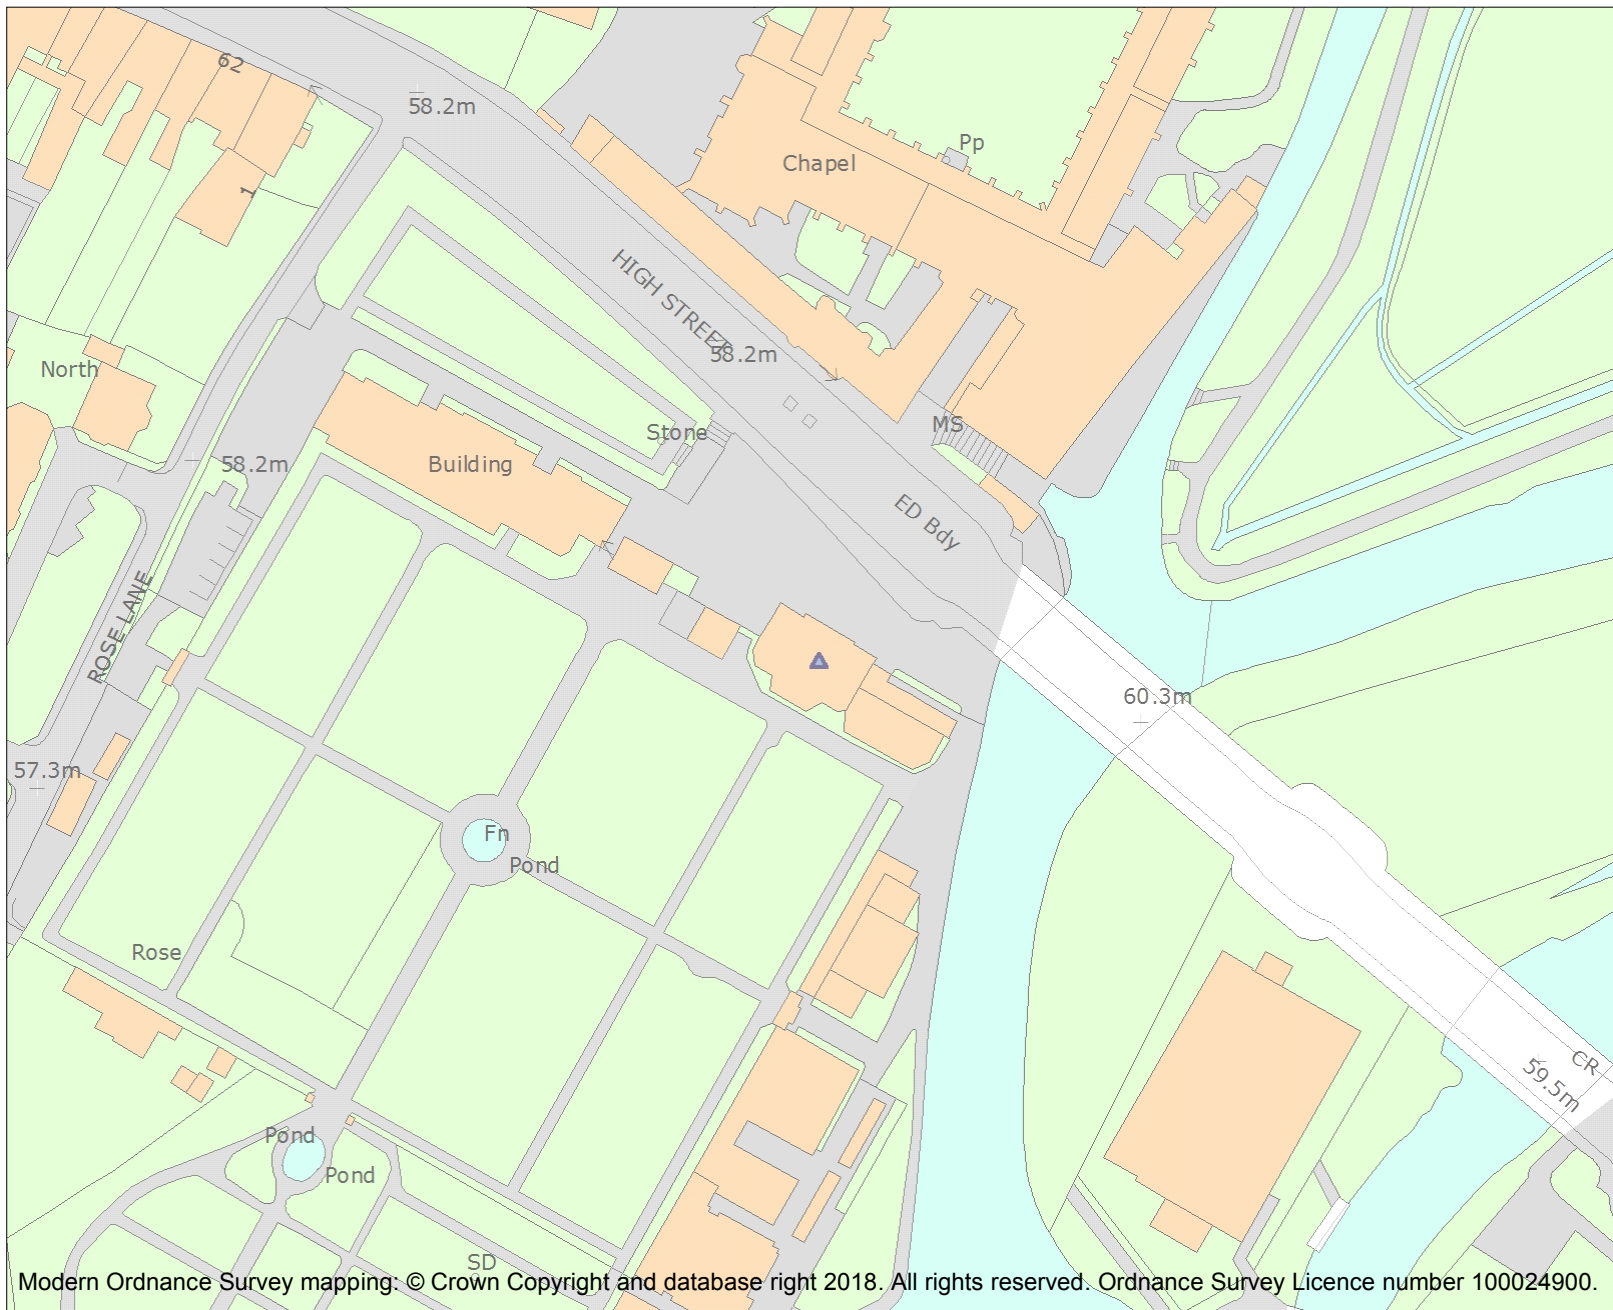 62
58.2m
Pp
Chapel
1
HIGH STREET
58.2m
North
MS
Stone
58.2m
Building
ED Bdy
ROSE LANE
60.3m
57.3m
Fn
Pond
Rose
CR
59.5m
Pond
Pond
SD
Modern Ordnance Survey mapping: © Crown Copyright and database right 2018. All rights reserved. Ordnance Survey Licence number 100024900.